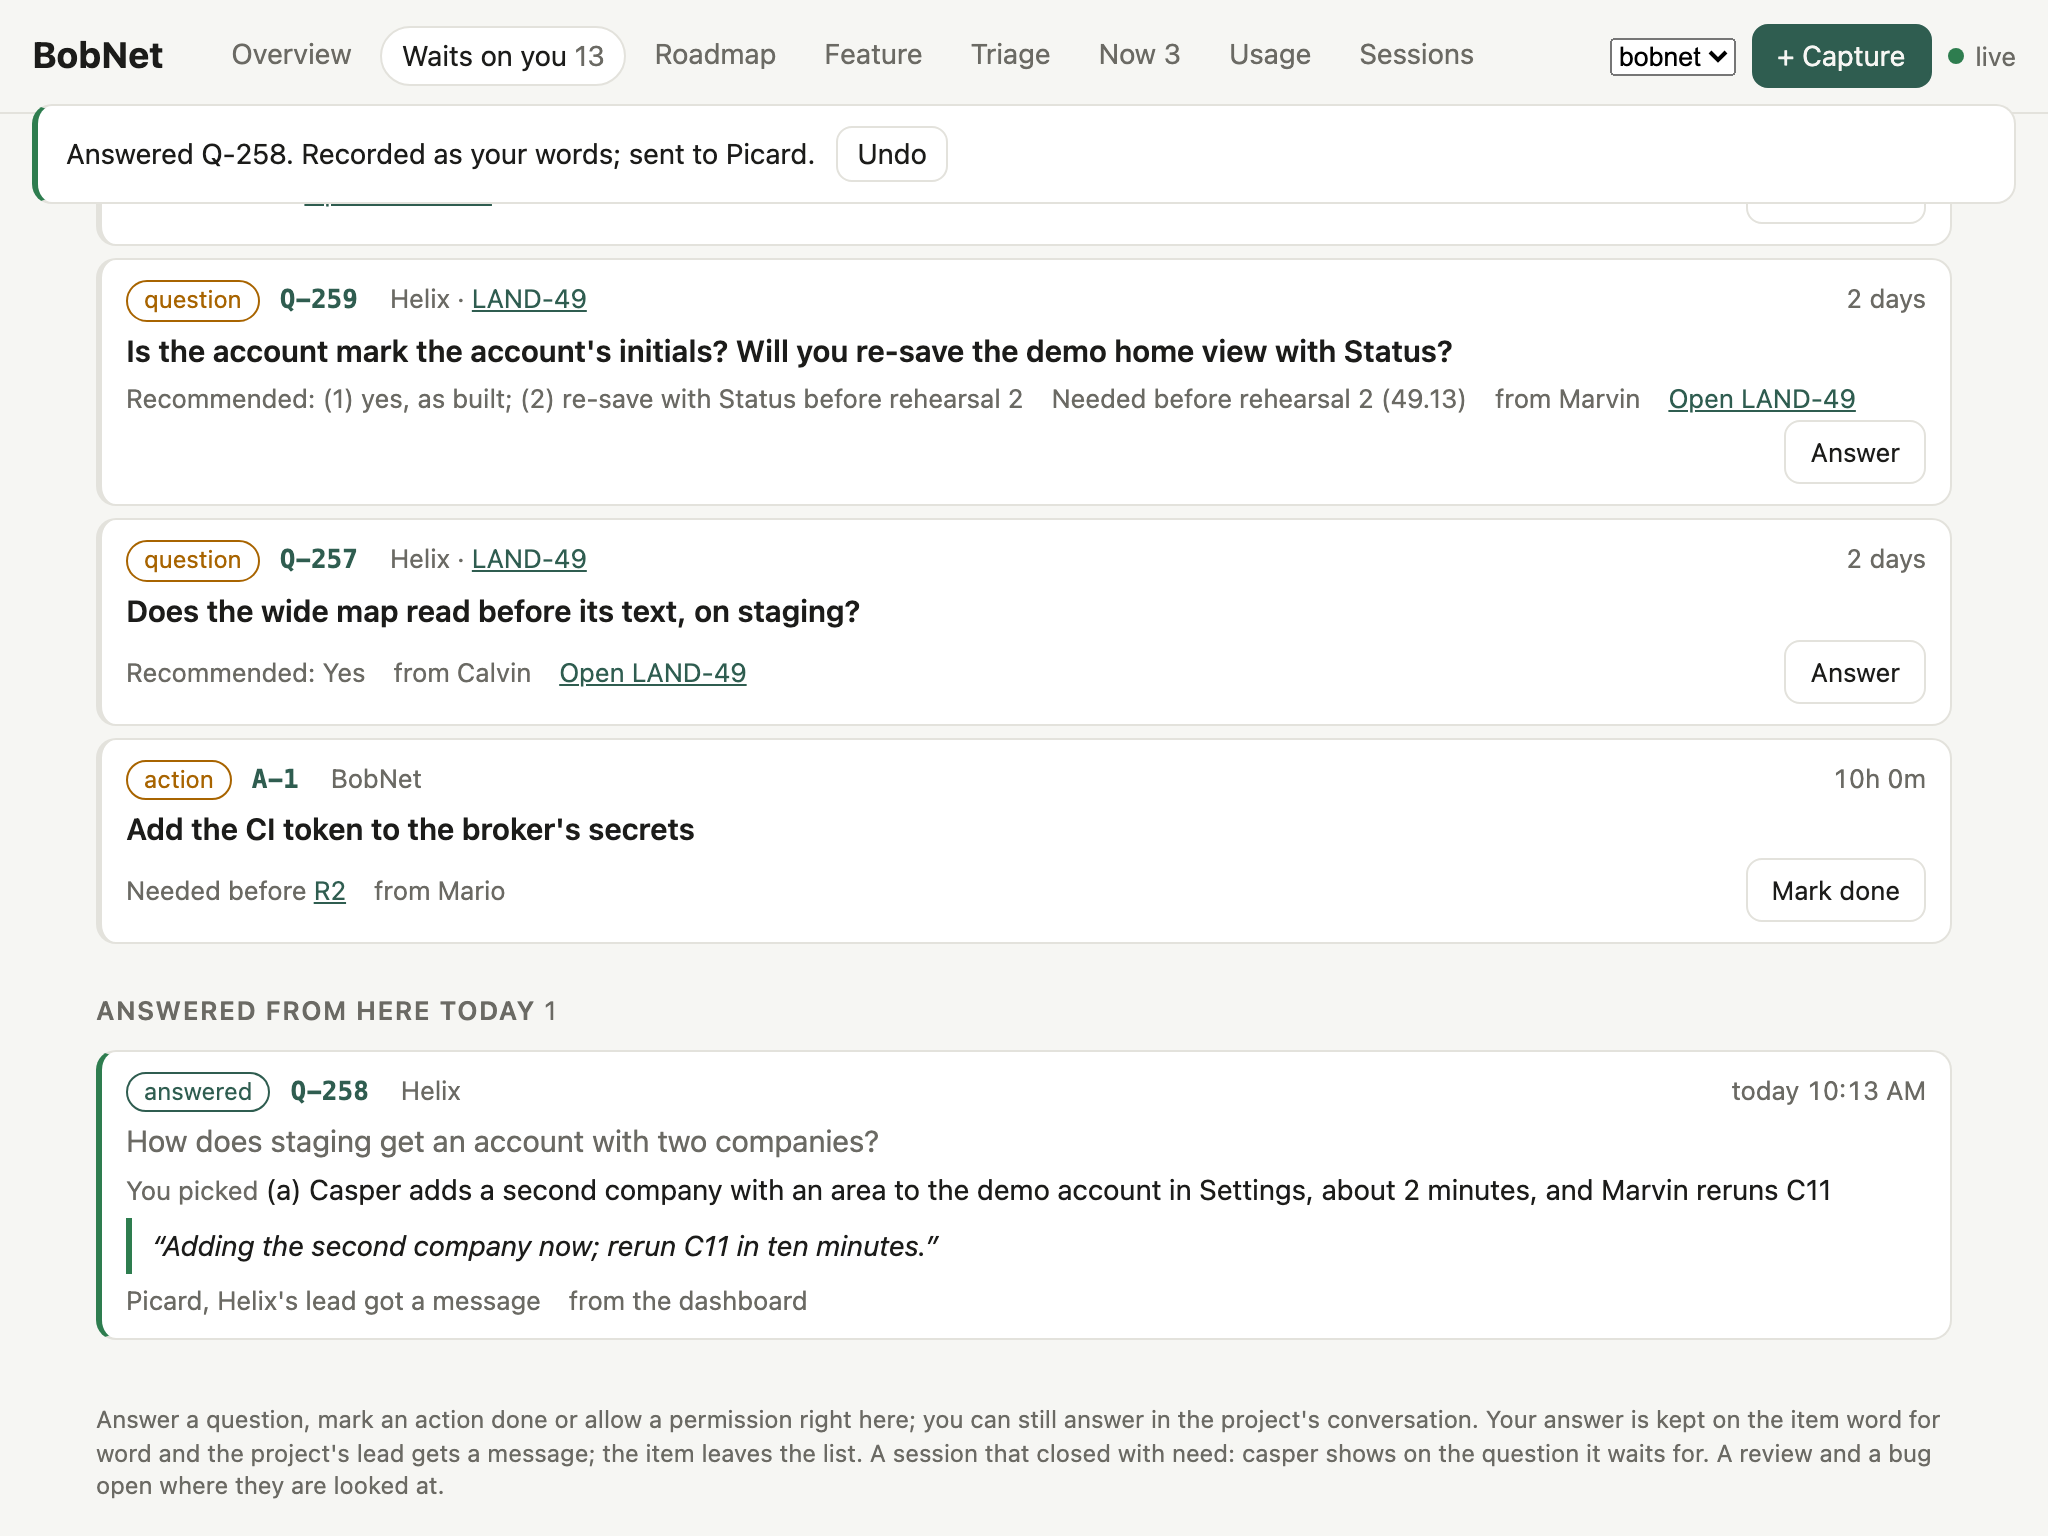 BobNet Overview Waits on you 13 Roadmap Feature Triage Now 3 Usage Sessions bobnet + Capture live
Answered Q-258. Recorded as your words; sent to Picard. Undo
question Q-259 Helix · LAND-49 2 days
Is the account mark the account's initials? Will you re-save the demo home view with Status?
Recommended: (1) yes, as built; (2) re-save with Status before rehearsal 2 Needed before rehearsal 2 (49.13) from Marvin Open LAND-49
Answer
question Q-257 Helix · LAND-49 2 days
Does the wide map read before its text, on staging?
Recommended: Yes from Calvin Open LAND-49 Answer
action A-1 BobNet 10h 0m
Add the CI token to the broker's secrets
Needed before R2 from Mario Mark done
ANSWERED FROM HERE TODAY 1
answered Q-258 Helix today 10:13 AM
How does staging get an account with two companies?
You picked (a) Casper adds a second company with an area to the demo account in Settings, about 2 minutes, and Marvin reruns C11
“Adding the second company now; rerun C11 in ten minutes.”
Picard, Helix's lead got a message from the dashboard
Answer a question, mark an action done or allow a permission right here; you can still answer in the project's conversation. Your answer is kept on the item word for
word and the project's lead gets a message; the item leaves the list. A session that closed with need: casper shows on the question it waits for. A review and a bug
open where they are looked at.